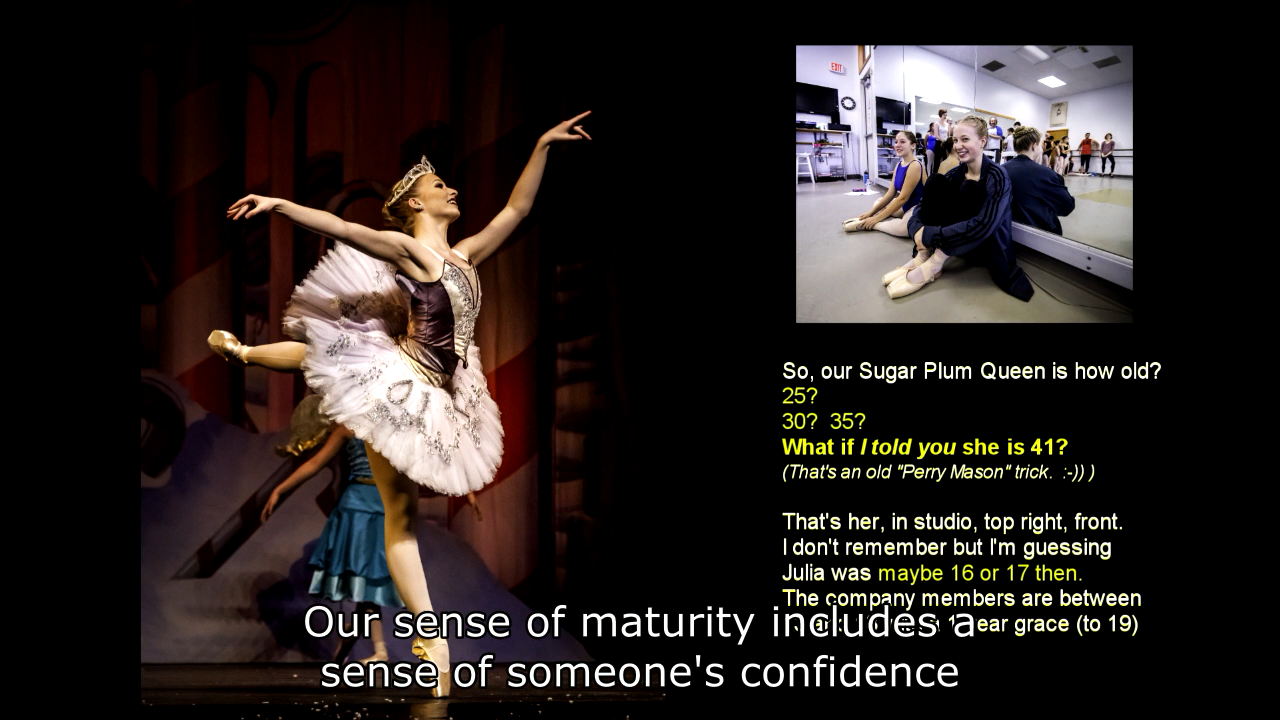 EXIT
So, our Sugar Plum Queen is how old?
25?
30? 35?
What if I told you she is 41?
(That's an old "Perry Mason" trick. :-)) )
That's her, in studio, top right, front.
I don't remember but I'm guessing
Julia was maybe 16 or 17 then.
The company members are between
year grace (to 19)
Our sense of maturity includes a
sense of someone's confidence